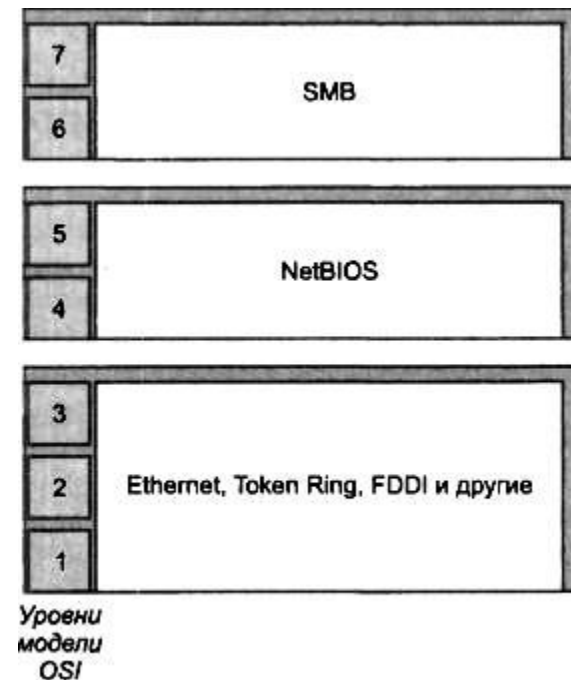 7
SMB
6
5
NetBIOS
4
3
2
Ethernet, Token Ring, FDDI и другие
1
Уровни
модели
OSI